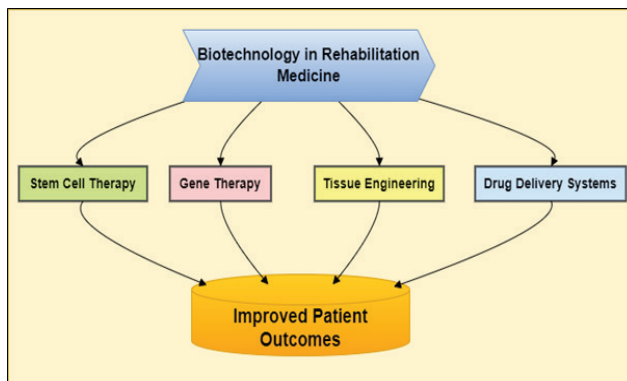 Biotechnology in Rehabilitation
Medicine
Stem Cell Therapy
Gene Therapy
Tissue Engineering
Drug Delivery Systems
Improved Patient
Outcomes